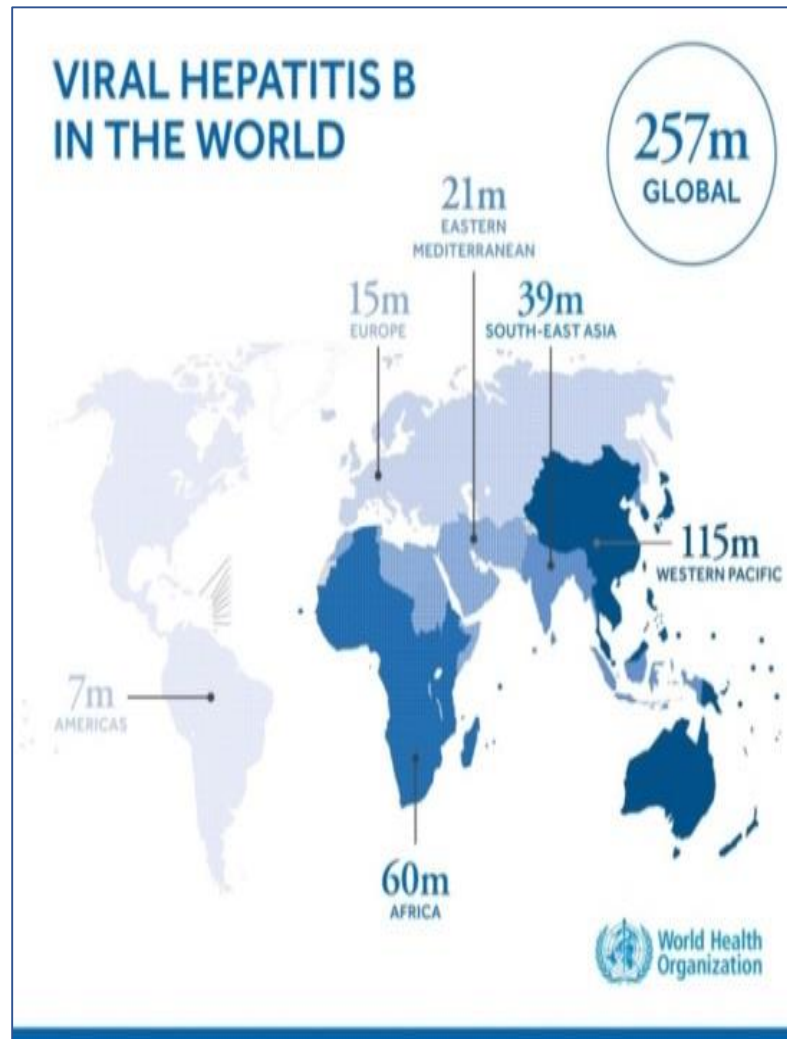 VIRAL HEPATITIS B
IN THE WORLD
257m
GLOBAL
21m
EASTERN
MEDITERRANEAN
15m
EUROPE
39m
SOUTH-EAST ASIA
115m
WESTERN PACIFIC
7m
AMERICAS
60m
AFRICA
World Health
Organization